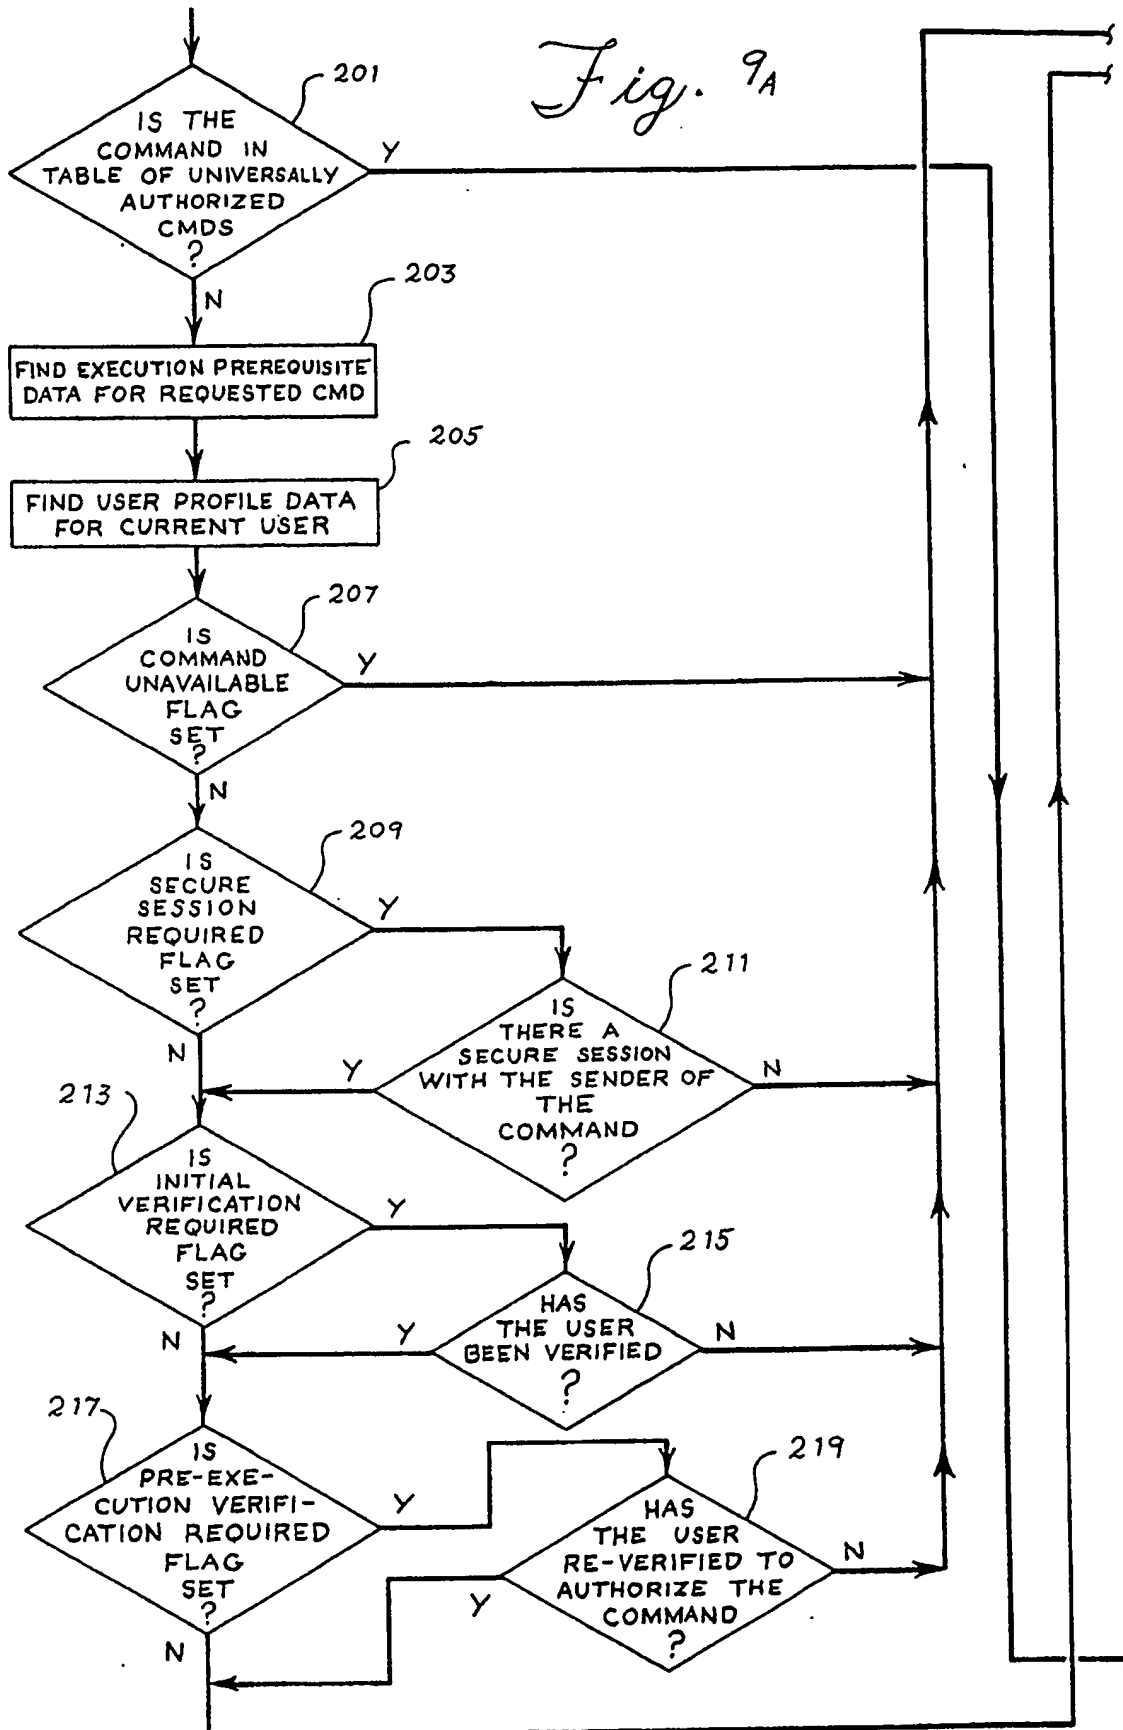 Fig. 9A
201
IS THE
COMMAND IN
TABLE OF UNIVERSALLY
AUTHORIZED
CMDS
?
Y
N
203
FIND EXECUTION PREREQUISITE
DATA FOR REQUESTED CMD
205
FIND USER PROFILE DATA
FOR CURRENT USER
207
IS
COMMAND
UNAVAILABLE
FLAG
SET
?
Y
N
209
IS
SECURE
SESSION
REQUIRED
FLAG
SET
?
Y
N
211
IS
THERE A
SECURE SESSION
WITH THE SENDER OF
THE
COMMAND
?
Y
N
213
IS
INITIAL
VERIFICATION
REQUIRED
FLAG
SET
?
Y
N
215
HAS
THE USER
BEEN VERIFIED
?
Y
N
217
IS
PRE-EXE-
CUTION VERIFI-
CATION REQUIRED
FLAG
SET
?
Y
N
219
HAS
THE USER
RE-VERIFIED TO
AUTHORIZE THE
COMMAND
?
Y
N